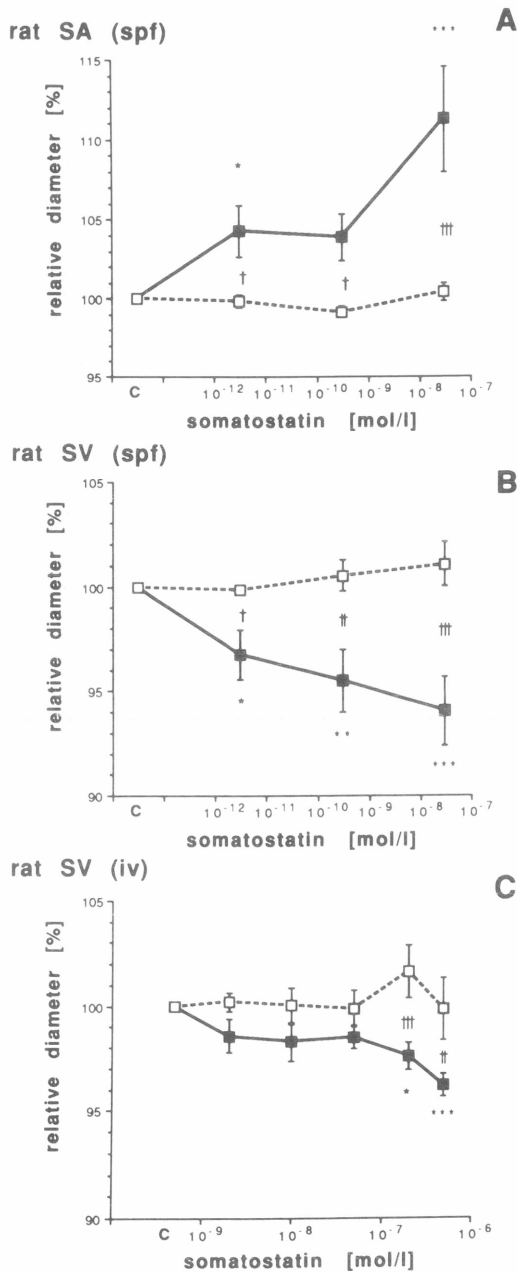 rat SA (spf)
A
***
115
110
105
100
95
relative diameter [%]
*
†††
†
†
C
10⁻¹² 10⁻¹¹ 10⁻¹⁰ 10⁻⁹ 10⁻⁸ 10⁻⁷
somatostatin [mol/l]
rat SV (spf)
B
105
100
95
90
relative diameter [%]
†
††
†††
*
**
***
C
10⁻¹² 10⁻¹¹ 10⁻¹⁰ 10⁻⁹ 10⁻⁸ 10⁻⁷
somatostatin [mol/l]
rat SV (iv)
C
105
100
95
90
relative diameter [%]
†††
††
*
***
C
10⁻⁹ 10⁻⁸ 10⁻⁷ 10⁻⁶
somatostatin [mol/l]